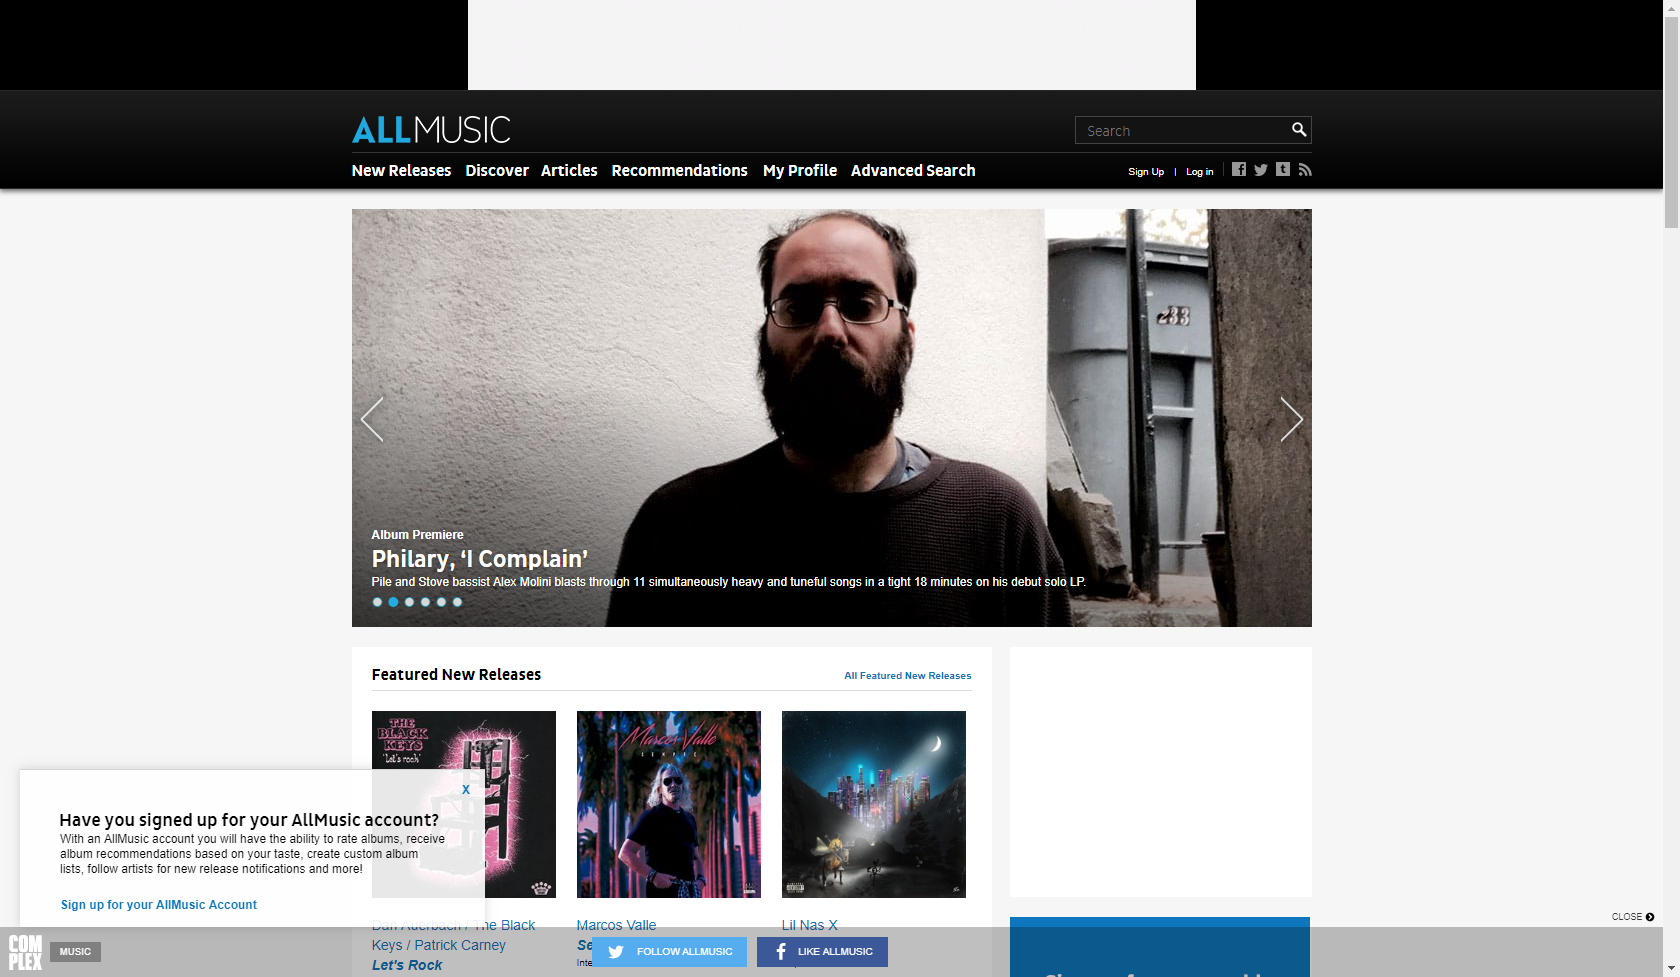 ALLMUSIC
Search
New Releases Discover Articles Recommendations My Profile Advanced Search
Sign Up | Log in
233
Album Premiere
Philary, ‘I Complain’
Pile and Stove bassist Alex Molini blasts through 11 simultaneously heavy and tuneful songs in a tight 18 minutes on his debut solo LP.
Featured New Releases
All Featured New Releases
THE
BLACK
KEYS
"Let's rock"
Marcos Valle
SEMPRE
X
Have you signed up for your AllMusic account?
With an AllMusic account you will have the ability to rate albums, receive
album recommendations based on your taste, create custom album
lists, follow artists for new release notifications and more!
Sign up for your AllMusic Account
Dan Auerbach / The Black
Keys / Patrick Carney
Let's Rock
Marcos Valle
Se
Inte
Lil Nas X
CLOSE
COMPLEX
MUSIC
FOLLOW ALLMUSIC
LIKE ALLMUSIC